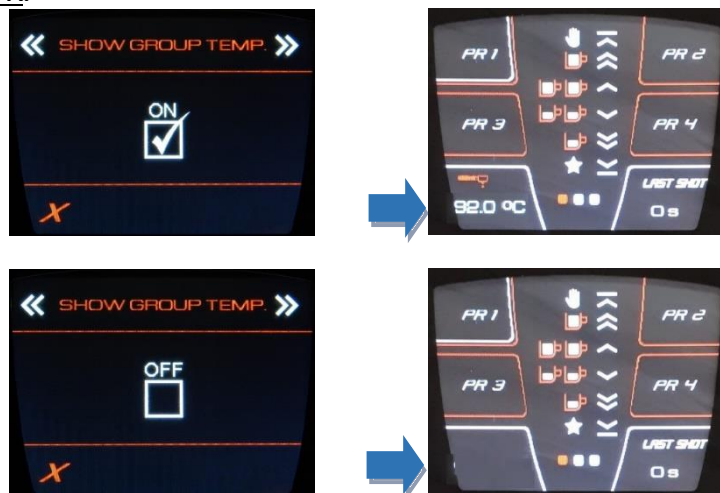 SHOW GROUP TEMP.
ON
X
PR 1
PR 2
PR 3
PR 4
92.0 ºC
LAST SHOT
0s
SHOW GROUP TEMP.
OFF
X
PR 1
PR 2
PR 3
PR 4
LAST SHOT
0s